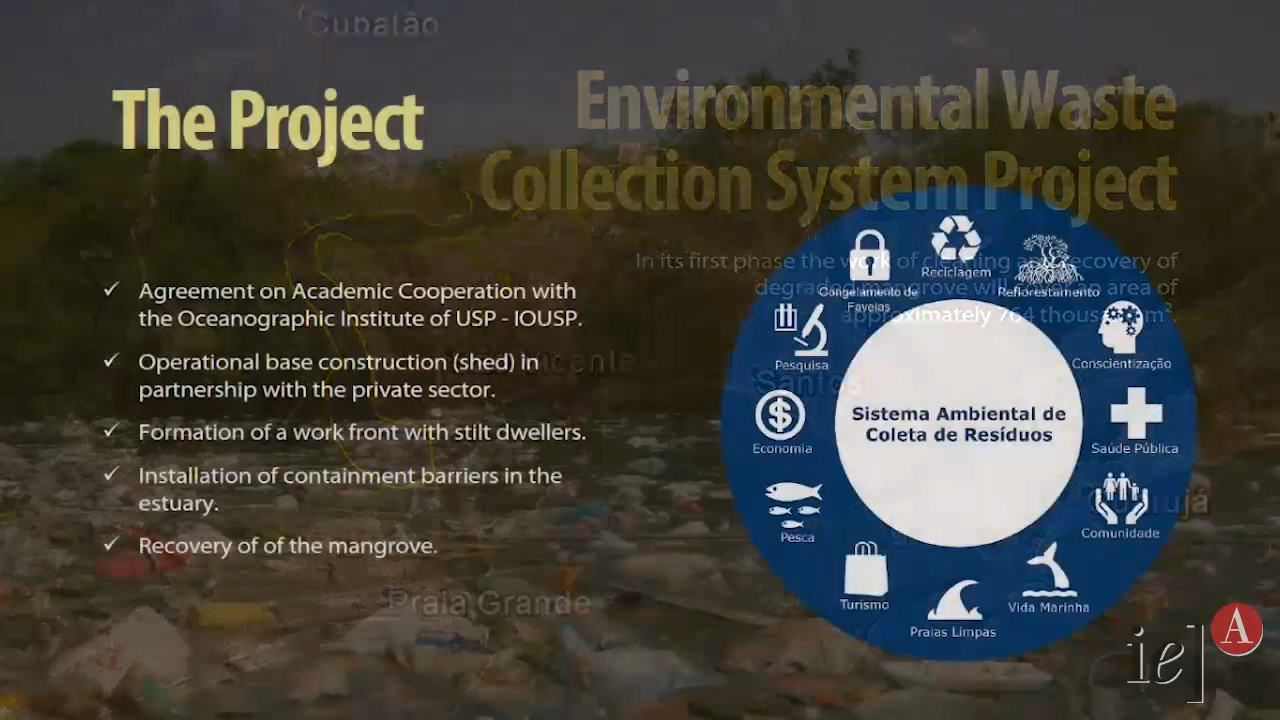 Cubatão
The Project
Environmental Waste
Collection System Project
In its first phase the work of cleaning and recovery of
degraded mangrove will an area of
approximately 764 thousand m².
✓ Agreement on Academic Cooperation with
the Oceanographic Institute of USP - IOUSP.
✓ Operational base construction (shed) in
partnership with the private sector.
✓ Formation of a work front with stilt dwellers.
✓ Installation of containment barriers in the
estuary.
✓ Recovery of of the mangrove.
Santos
Praia Grande
Reciclagem
Reflorestamento
Conscientização
Saúde Pública
Comunidade
Vida Marinha
Praias Limpas
Turismo
Pesca
Economia
Pesquisa
Congelamento de
Favelas
Sistema Ambiental de
Coleta de Resíduos
iea